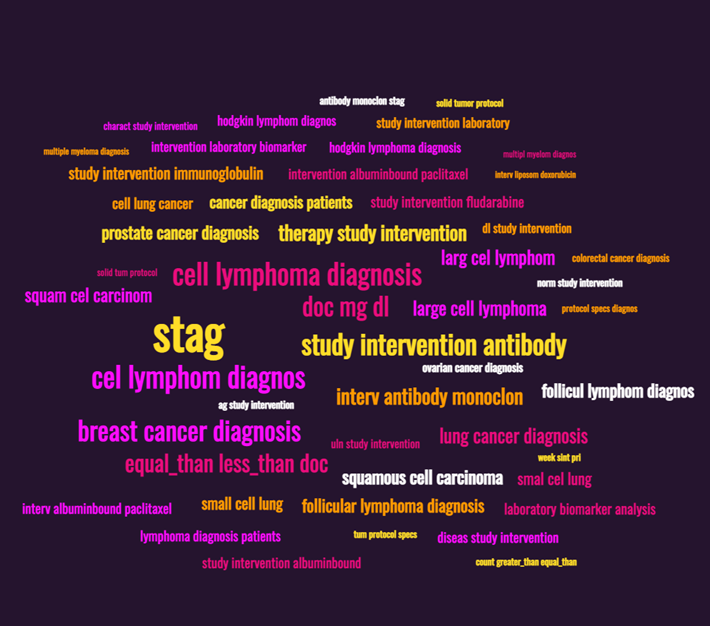 antibody monoclon stag
solid tumor protocol
charact study intervention
hodgkin lymphom diagnos
study intervention laboratory
multiple myeloma diagnosis
intervention laboratory biomarker
hodgkin lymphoma diagnosis
multipl myelom diagnos
study intervention immunoglobulin
intervention albuminbound paclitaxel
interv liposom doxorubicin
cell lung cancer
cancer diagnosis patients
study intervention fludarabine
prostate cancer diagnosis
therapy study intervention
dl study intervention
larg cel lymphom
colorectal cancer diagnosis
solid tum protocol
cell lymphoma diagnosis
norm study intervention
squam cel carcinom
doc mg dl
large cell lymphoma
protocol specs diagnos
stag
study intervention antibody
ovarian cancer diagnosis
cel lymphom diagnos
interv antibody monoclon
follicul lymphom diagnos
ag study intervention
breast cancer diagnosis
uln study intervention
lung cancer diagnosis
equal_than less_than doc
week sint pri
squamous cell carcinoma
smal cel lung
interv albuminbound paclitaxel
small cell lung
follicular lymphoma diagnosis
laboratory biomarker analysis
lymphoma diagnosis patients
tum protocol specs
diseas study intervention
study intervention albuminbound
count greater_than equal_than